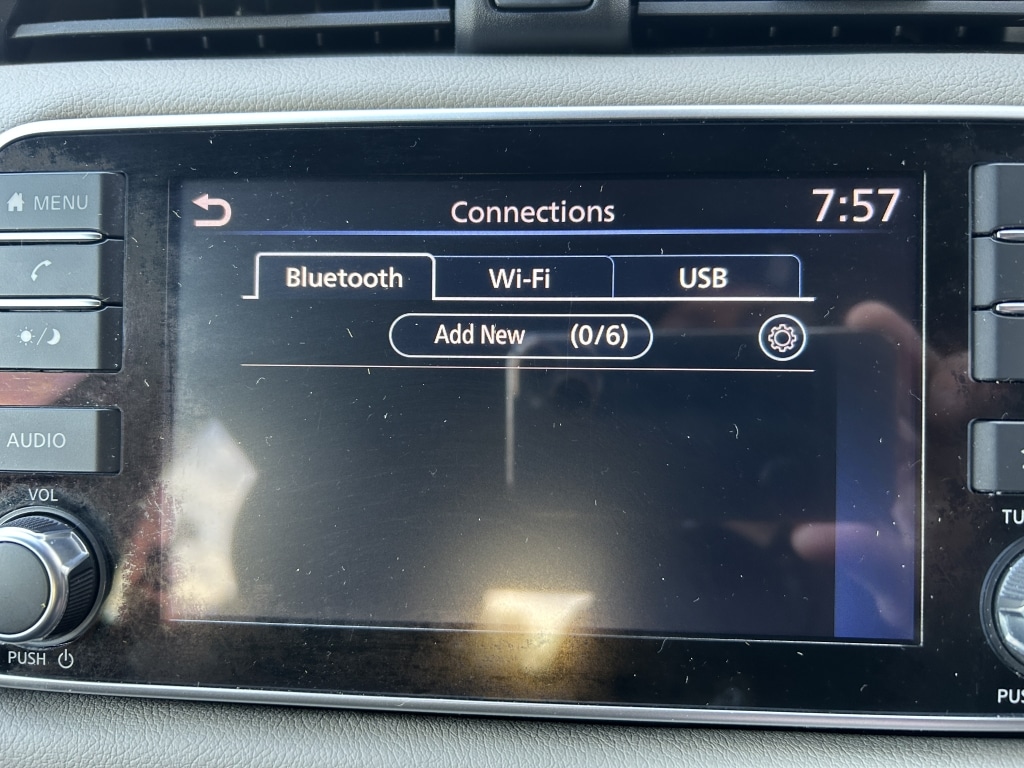 Connections 7:57
MENU
Bluetooth Wi-Fi USB
Add New (0/6)
AUDIO
VOL
TU
PUSH
PUS